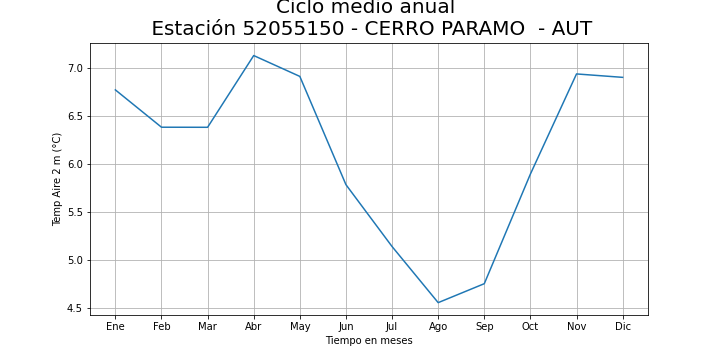 Ciclo medio anual
Estación 52055150 - CERRO PARAMO - AUT
Temp Aire 2 m (°C)
7.0
6.5
6.0
5.5
5.0
4.5
Ene Feb Mar Abr May Jun Jul Ago Sep Oct Nov Dic
Tiempo en meses